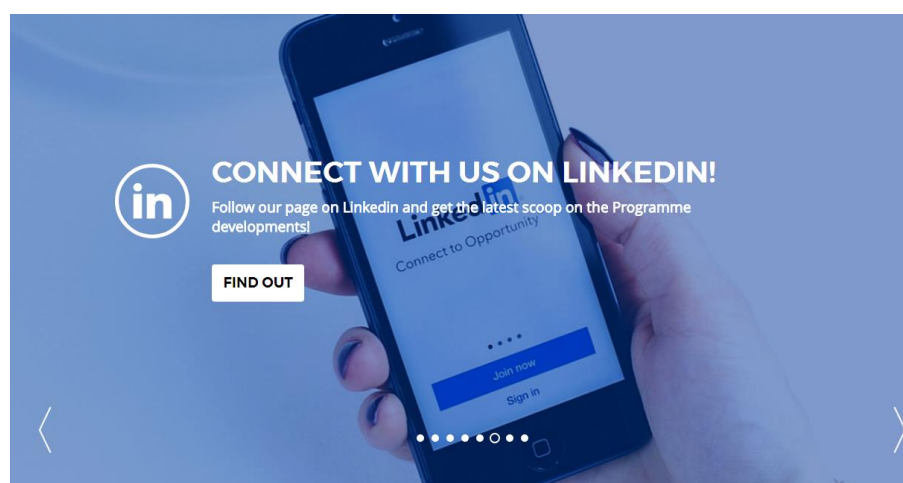 CONNECT WITH US ON LINKEDIN!
in
Follow our page on Linkedin and get the latest scoop on the Programme
developments!
FIND OUT
Linkedin
Connect to Opportunity
Join now
Sign in